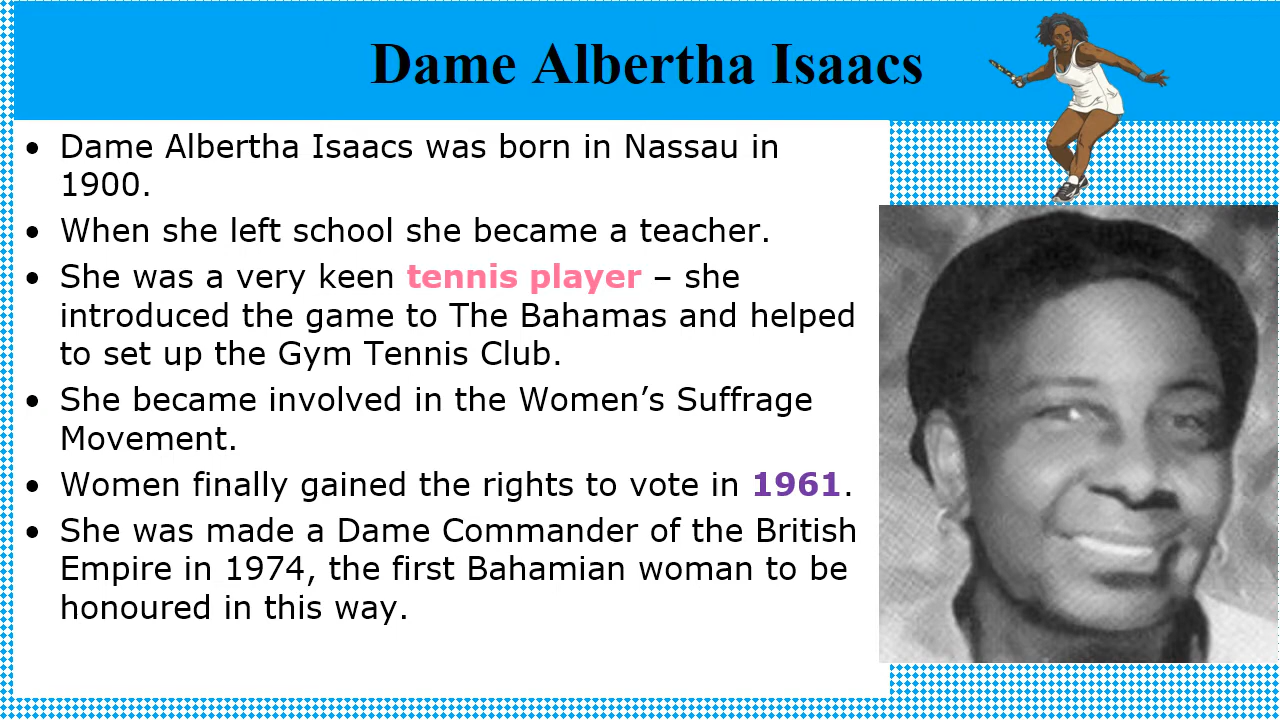 Dame Albertha Isaacs
• Dame Albertha Isaacs was born in Nassau in
1900.
• When she left school she became a teacher.
• She was a very keen tennis player – she
introduced the game to The Bahamas and helped
to set up the Gym Tennis Club.
• She became involved in the Women’s Suffrage
Movement.
• Women finally gained the rights to vote in 1961.
• She was made a Dame Commander of the British
Empire in 1974, the first Bahamian woman to be
honoured in this way.